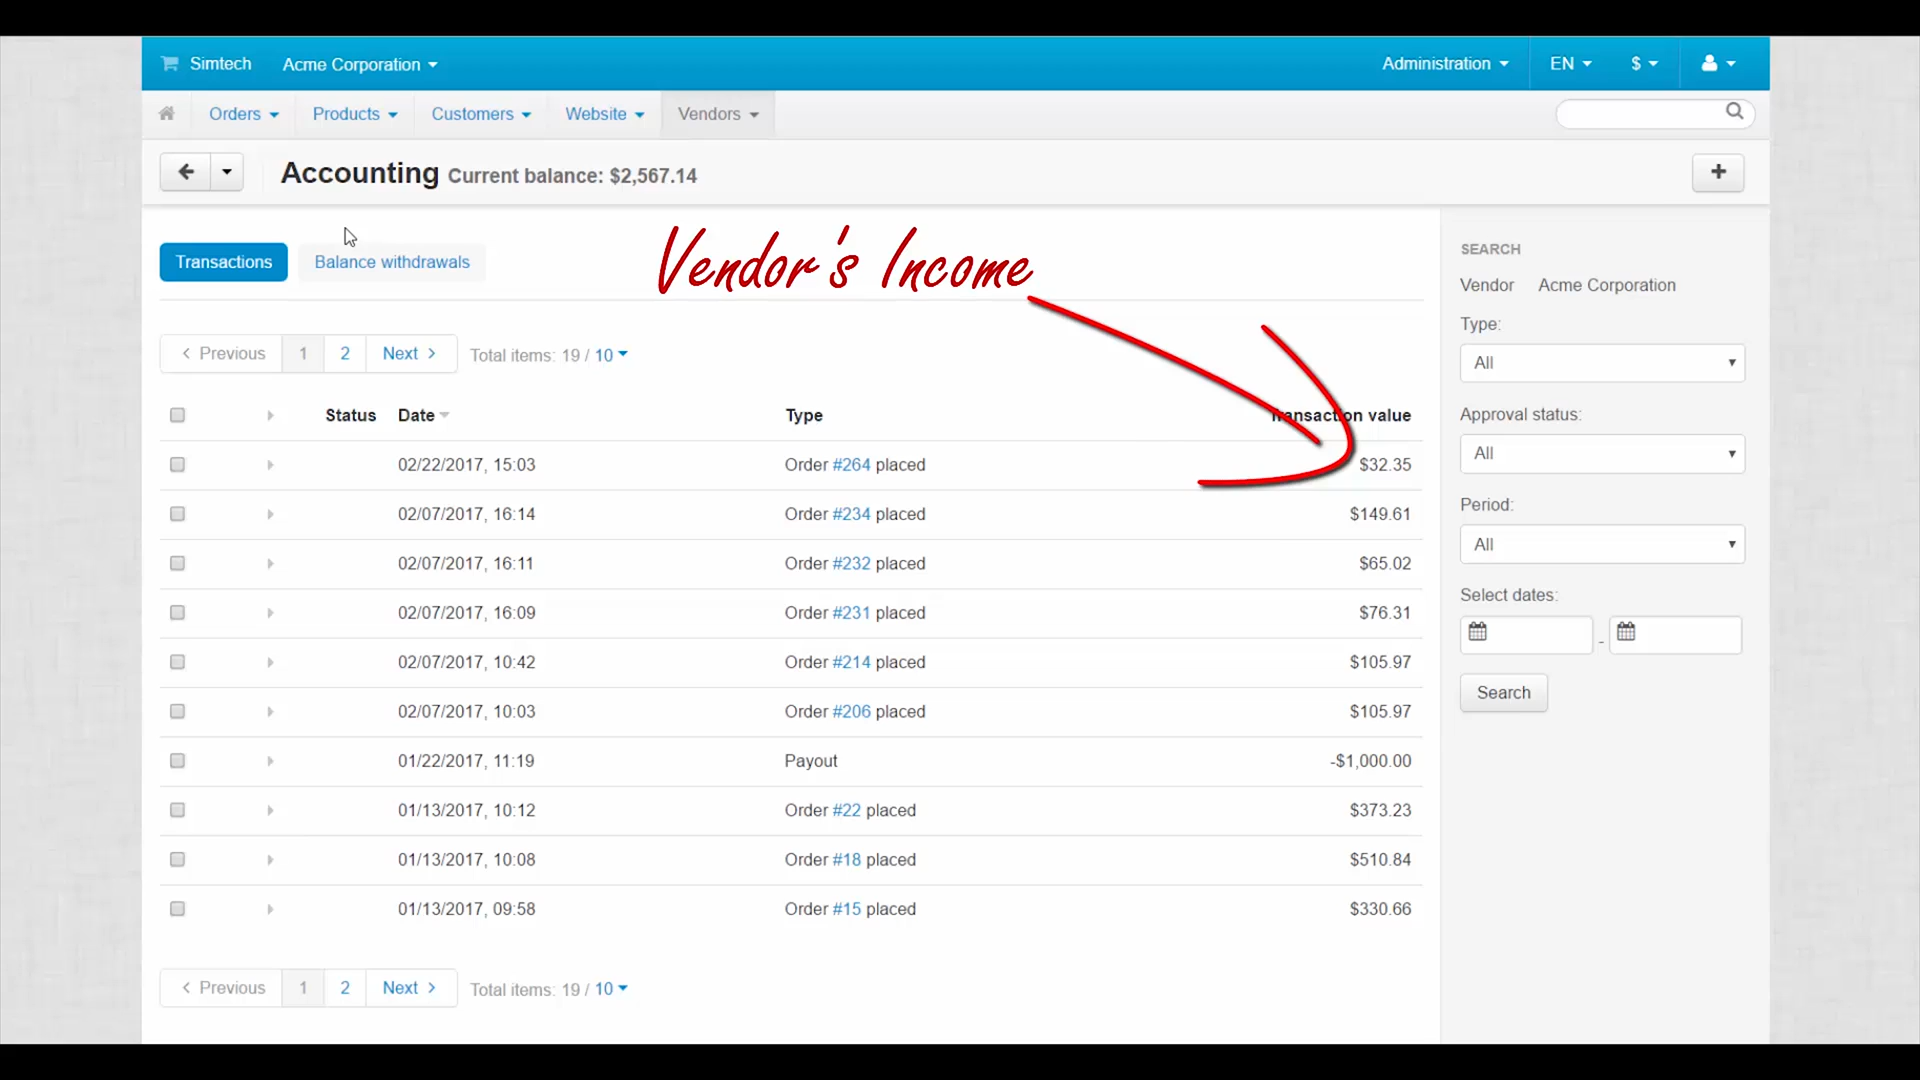 Simtech Acme Corporation Administration EN $
Orders Products Customers Website Vendors
Accounting Current balance: $2,567.14
Transactions Balance withdrawals
Vendor's Income
Previous 1 2 Next Total items: 19 / 10
Status Date Type Transaction value
02/22/2017, 15:03 Order #264 placed $32.35
02/07/2017, 16:14 Order #234 placed $149.61
02/07/2017, 16:11 Order #232 placed $65.02
02/07/2017, 16:09 Order #231 placed $76.31
02/07/2017, 10:42 Order #214 placed $105.97
02/07/2017, 10:03 Order #206 placed $105.97
01/22/2017, 11:19 Payout -$1,000.00
01/13/2017, 10:12 Order #22 placed $373.23
01/13/2017, 10:08 Order #18 placed $510.84
01/13/2017, 09:58 Order #15 placed $330.66
Previous 1 2 Next Total items: 19 / 10
SEARCH
Vendor Acme Corporation
Type:
All
Approval status:
All
Period:
All
Select dates:
-
Search